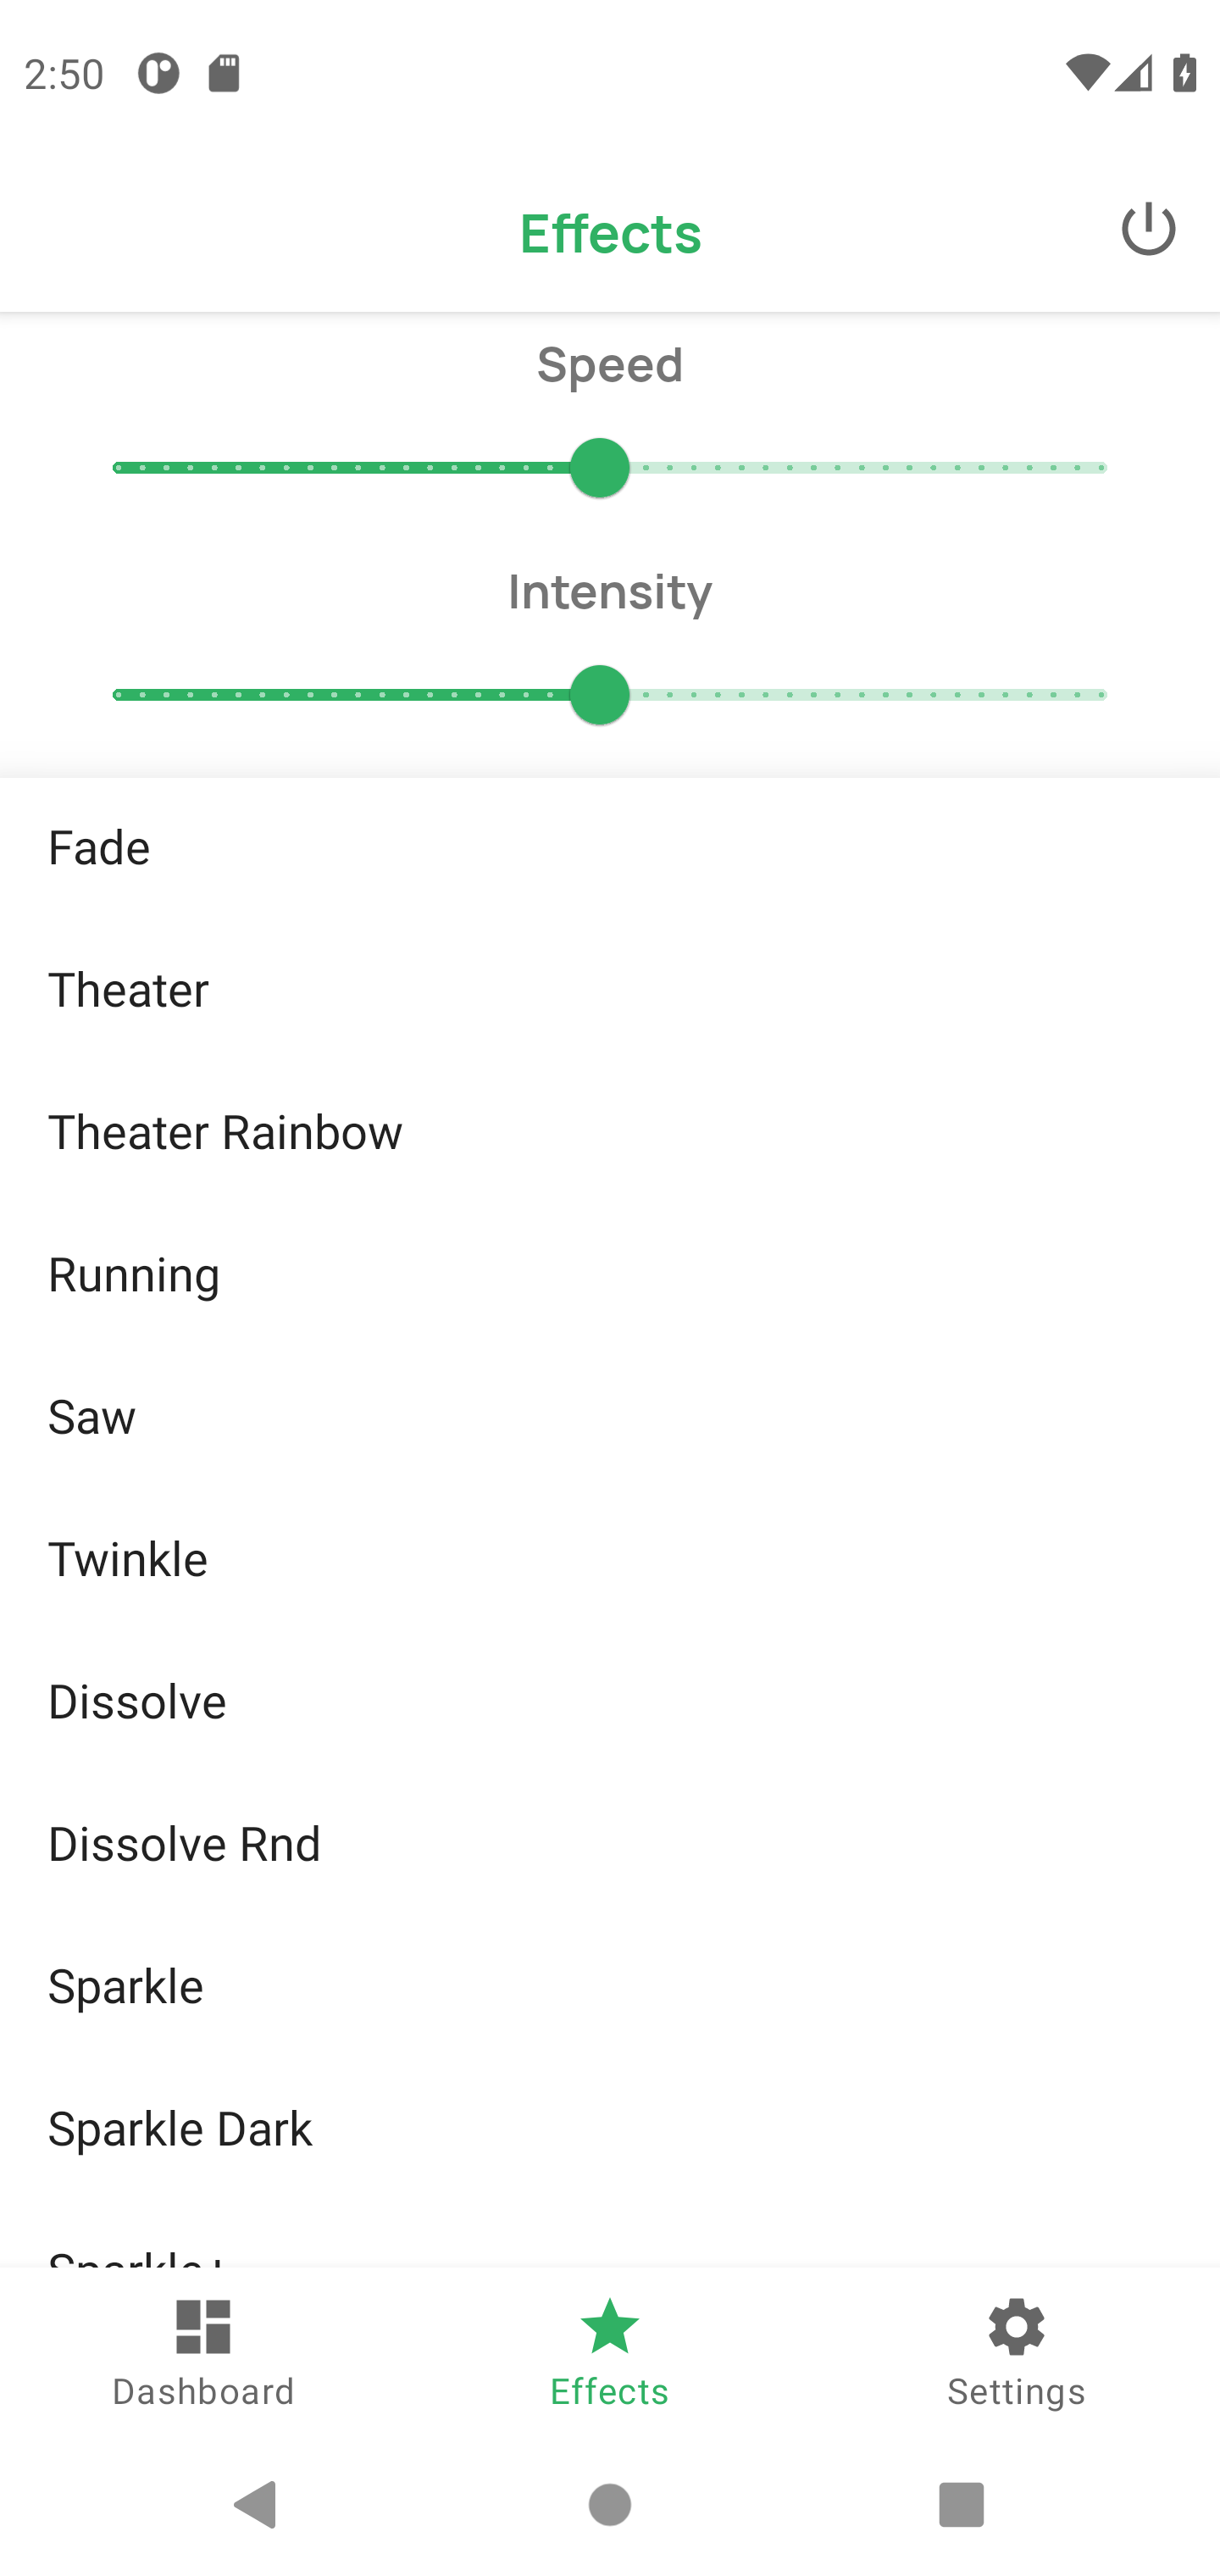 2:50
Effects
Speed
Intensity
Fade
Theater
Theater Rainbow
Running
Saw
Twinkle
Dissolve
Dissolve Rnd
Sparkle
Sparkle Dark
Dashboard
Effects
Settings